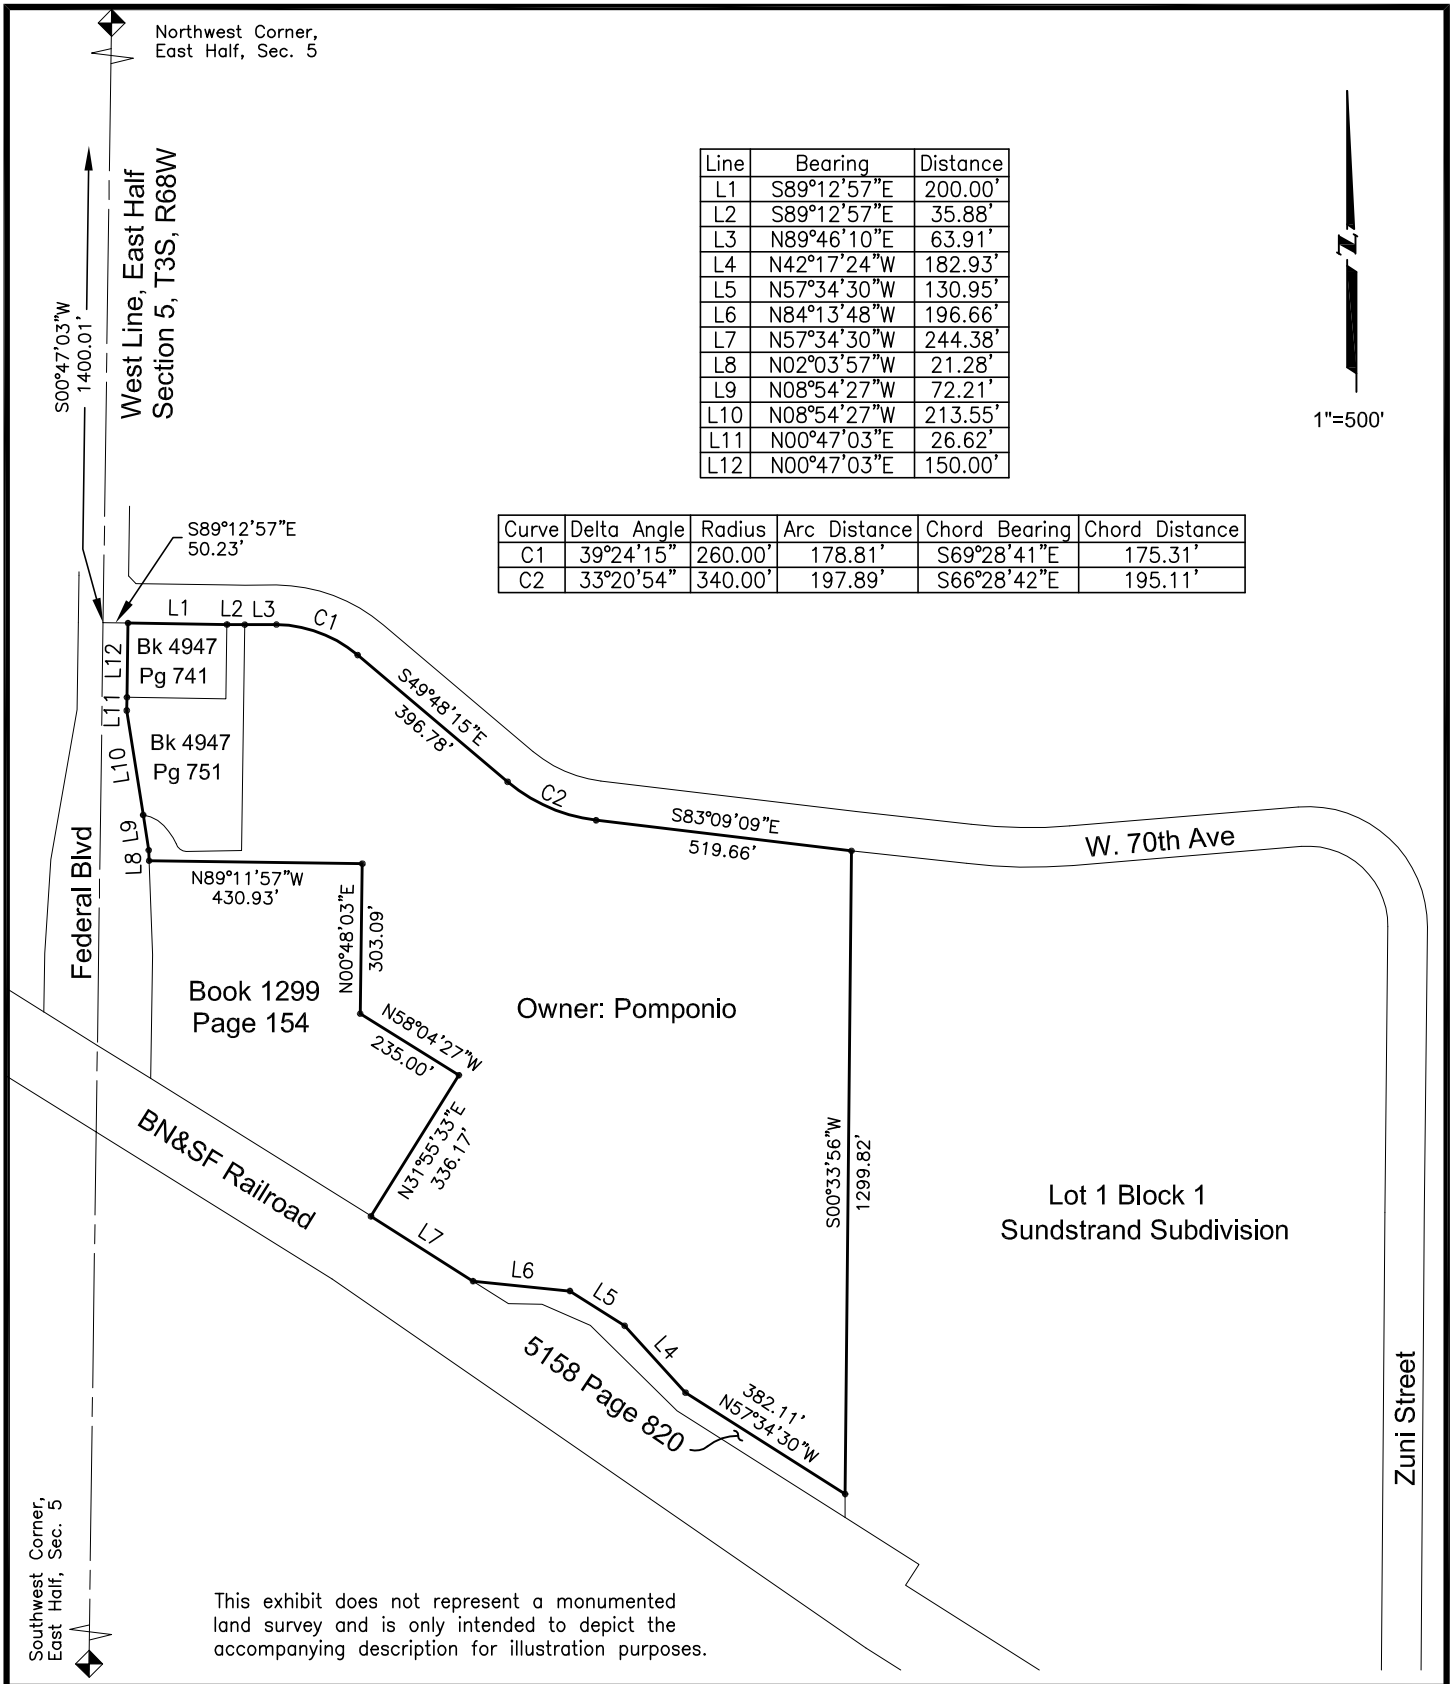 Northwest Corner,
East Half, Sec. 5
S00°47'03"W
1400.01'
West Line, East Half
Section 5, T3S, R68W
Line Bearing Distance
L1 S89°12'57"E 200.00'
L2 S89°12'57"E 35.88'
L3 N89°46'10"E 63.91'
L4 N42°17'24"W 182.93'
L5 N57°34'30"W 130.95'
L6 N84°13'48"W 196.66'
L7 N57°34'30"W 244.38'
L8 N02°03'57"W 21.28'
L9 N08°54'27"W 72.21'
L10 N08°54'27"W 213.55'
L11 N00°47'03"E 26.62'
L12 N00°47'03"E 150.00'
N
1"=500'
Curve Delta Angle Radius Arc Distance Chord Bearing Chord Distance
C1 39°24'15" 260.00' 178.81' S69°28'41"E 175.31'
C2 33°20'54" 340.00' 197.89' S66°28'42"E 195.11'
S89°12'57"E
50.23'
L1
L2
L3
C1
L12
Bk 4947
Pg 741
L11
L10
Bk 4947
Pg 751
L9
L8
S49°48'15"E
396.78'
C2
S83°09'09"E
519.66'
W. 70th Ave
Federal Blvd
N89°11'57"W
430.93'
N00°48'03"E
303.09'
Book 1299
Page 154
Owner: Pomponio
N58°04'27"W
235.00'
N31°55'33"E
336.17'
BN&SF Railroad
S00°33'56"W
1299.82'
Lot 1 Block 1
Sundstrand Subdivision
L7
L6
L5
L4
5158 Page 820
382.11'
N57°34'30"W
Zuni Street
Southwest Corner,
East Half, Sec. 5
This exhibit does not represent a monumented
land survey and is only intended to depict the
accompanying description for illustration purposes.